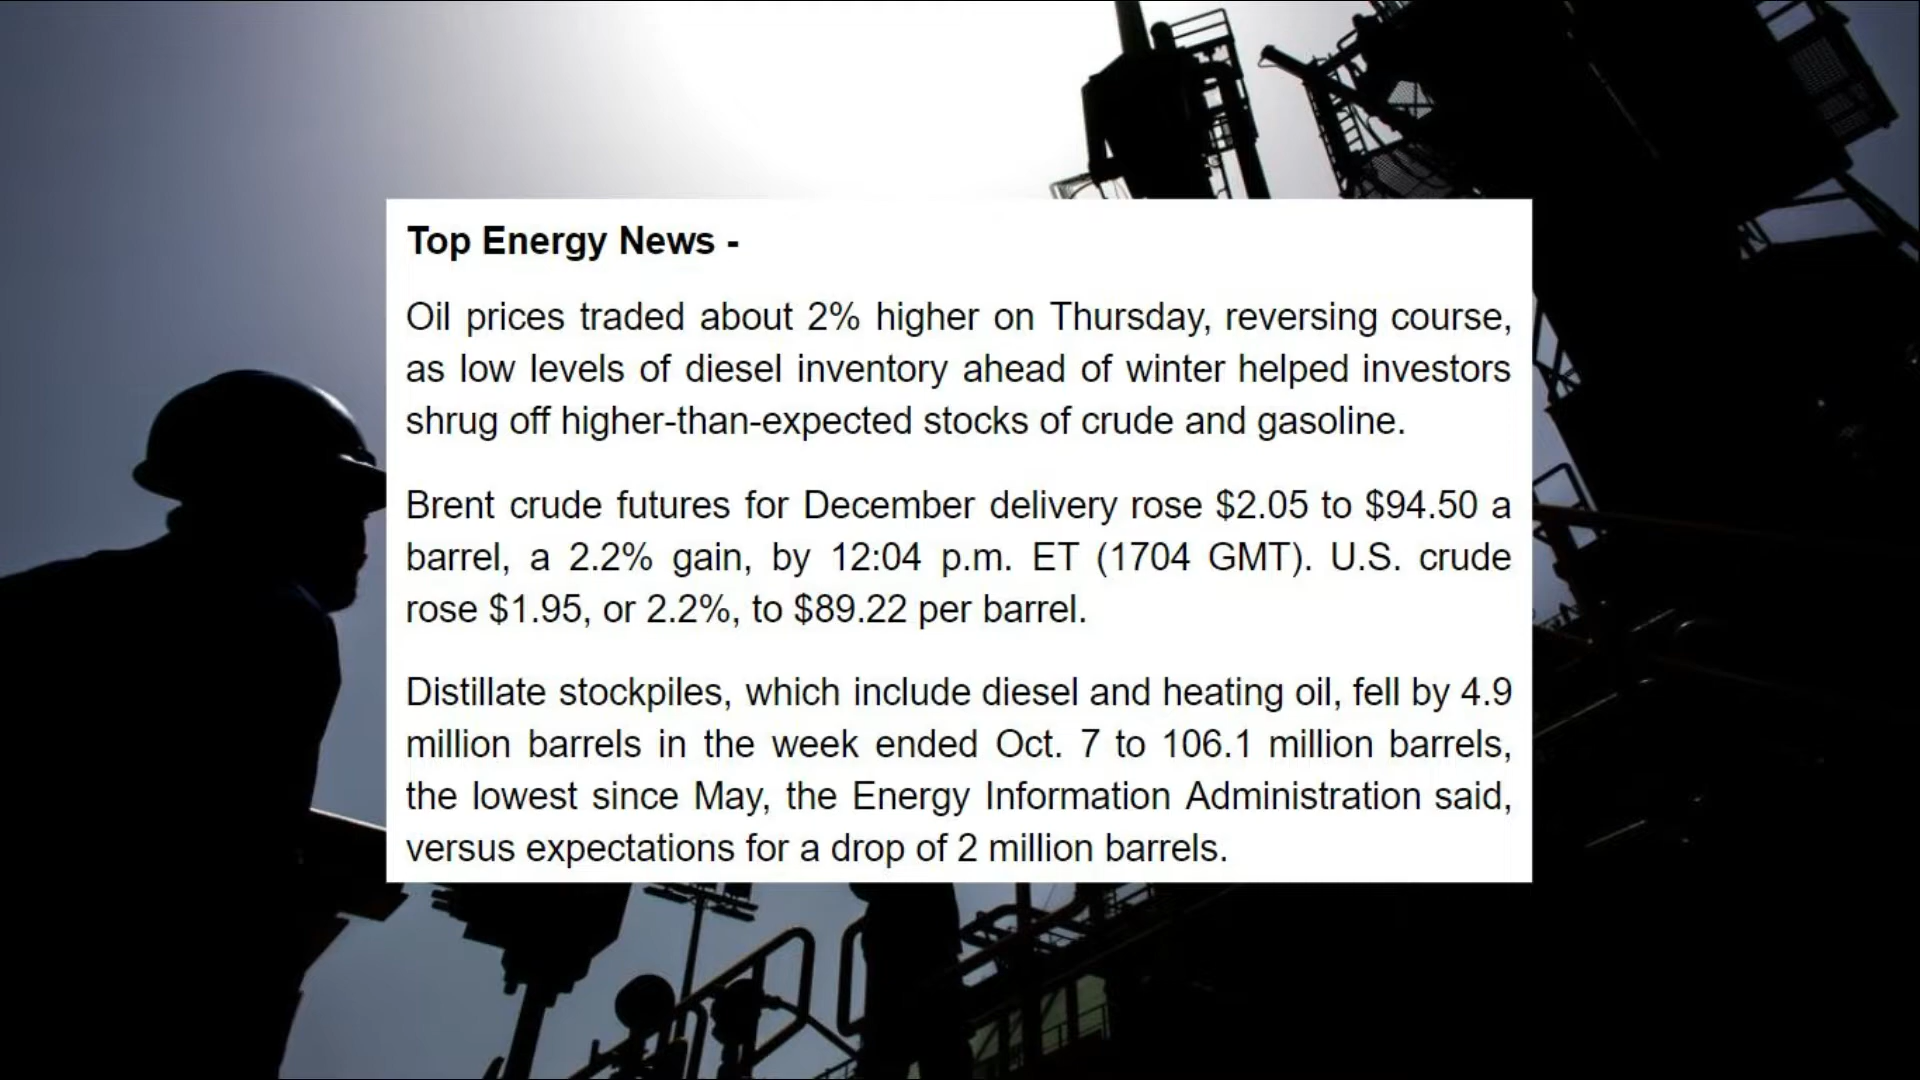 Top Energy News -
Oil prices traded about 2% higher on Thursday, reversing course,
as low levels of diesel inventory ahead of winter helped investors
shrug off higher-than-expected stocks of crude and gasoline.
Brent crude futures for December delivery rose $2.05 to $94.50 a
barrel, a 2.2% gain, by 12:04 p.m. ET (1704 GMT). U.S. crude
rose $1.95, or 2.2%, to $89.22 per barrel.
Distillate stockpiles, which include diesel and heating oil, fell by 4.9
million barrels in the week ended Oct. 7 to 106.1 million barrels,
the lowest since May, the Energy Information Administration said,
versus expectations for a drop of 2 million barrels.